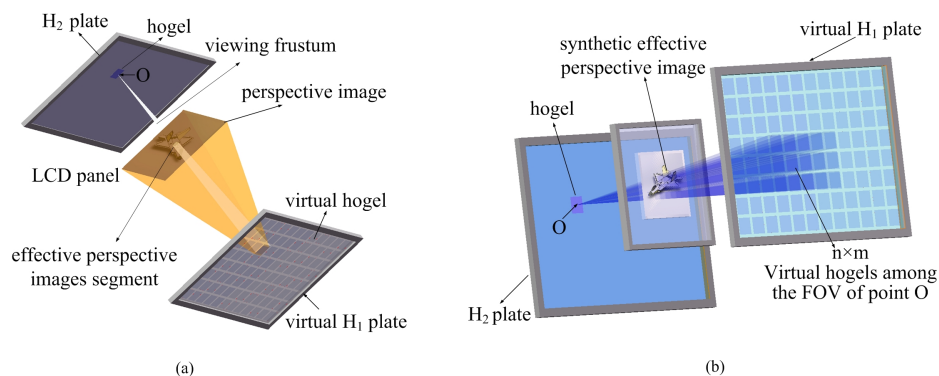 H₂ plate
hogel
viewing frustum
O
perspective image
LCD panel
virtual hogel
effective perspective
images segment
virtual H₁ plate
(a)
virtual H₁ plate
synthetic effective
perspective image
hogel
O
n×m
Virtual hogels among
the FOV of point O
H₂ plate
(b)